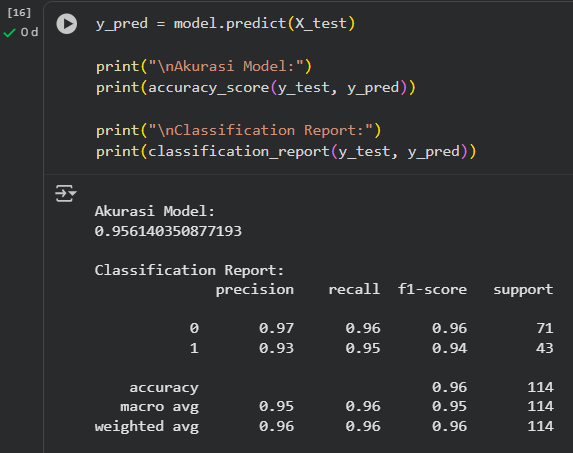 [16]
0 d
y_pred = model.predict(X_test)
print("\nAkurasi Model:")
print(accuracy_score(y_test, y_pred))
print("\nClassification Report:")
print(classification_report(y_test, y_pred))
Akurasi Model:
0.956140350877193
Classification Report:
precision recall f1-score support
0 0.97 0.96 0.96 71
1 0.93 0.95 0.94 43
accuracy 0.96 114
macro avg 0.95 0.96 0.95 114
weighted avg 0.96 0.96 0.96 114